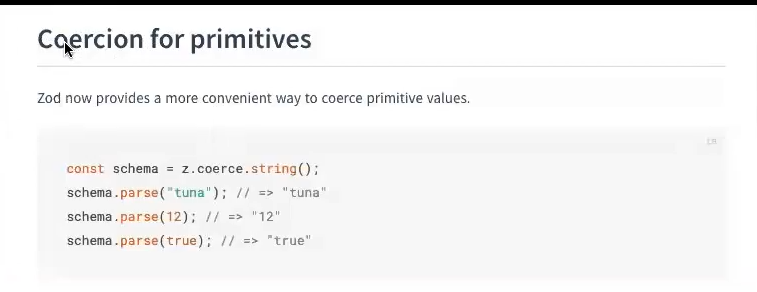 Coercion for primitives
Zod now provides a more convenient way to coerce primitive values.
const schema = z.coerce.string();
schema.parse("tuna"); // => "tuna"
schema.parse(12); // => "12"
schema.parse(true); // => "true"